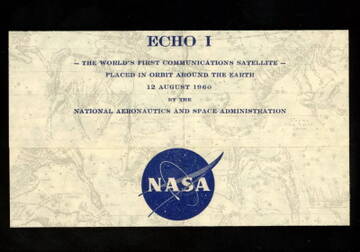 ECHO I
– THE WORLD'S FIRST COMMUNICATIONS SATELLITE –
PLACED IN ORBIT AROUND THE EARTH
12 AUGUST 1960
BY THE
NATIONAL AERONAUTICS AND SPACE ADMINISTRATION
NASA